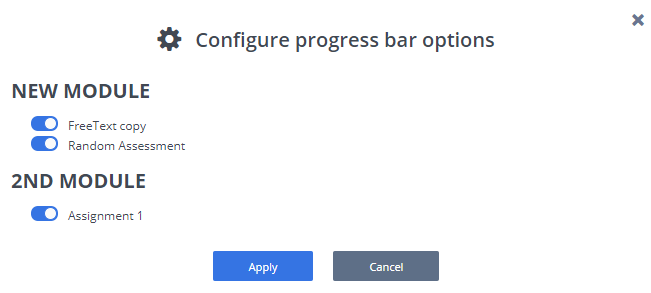 Configure progress bar options
NEW MODULE
FreeText copy
Random Assessment
2ND MODULE
Assignment 1
Apply
Cancel